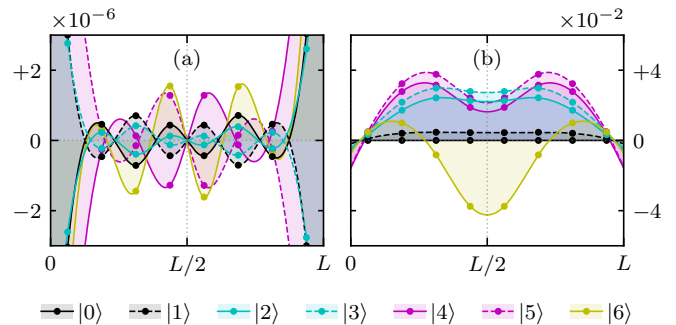 ×10⁻⁶ ×10⁻²
(a) (b)
+2 +4
0 0
−2 −4
0 L/2 L 0 L/2 L
|0⟩ |1⟩ |2⟩ |3⟩ |4⟩ |5⟩ |6⟩